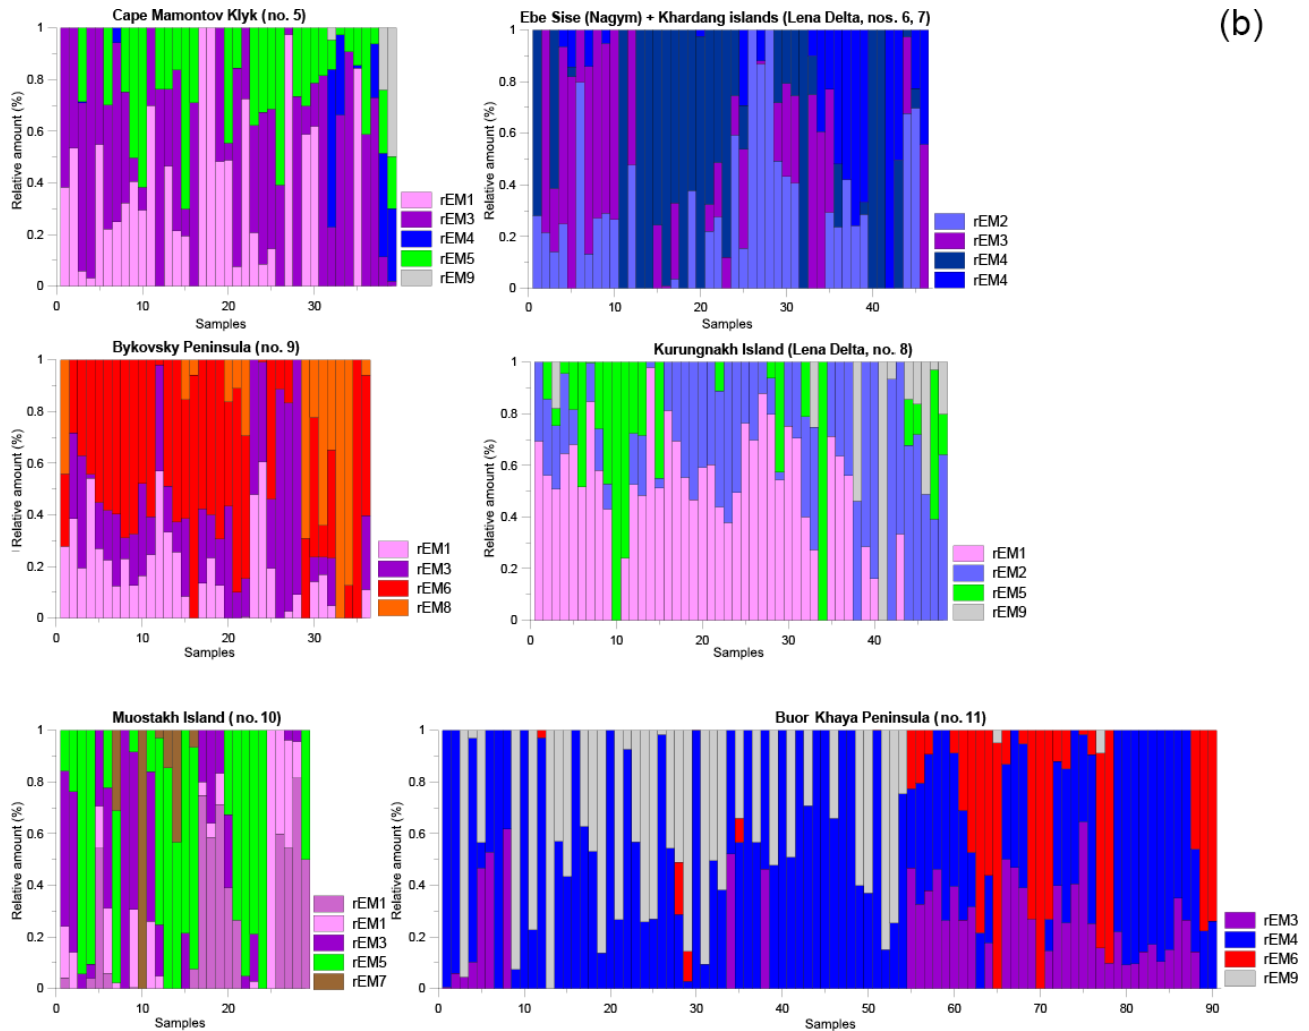 (b)
Cape Mamontov Klyk (no. 5)
Relative amount (%)
1
0.8
0.6
0.4
0.2
0
0 10 20 30
Samples
rEM1
rEM3
rEM4
rEM5
rEM9
Ebe Sise (Nagym) + Khardang islands (Lena Delta, nos. 6, 7)
Relative amount (%)
1
0.8
0.6
0.4
0.2
0
0 10 20 30 40
Samples
rEM2
rEM3
rEM4
rEM4
Bykovsky Peninsula (no. 9)
Relative amount (%)
1
0.8
0.6
0.4
0.2
0
0 10 20 30
Samples
rEM1
rEM3
rEM6
rEM8
Kurungnakh Island (Lena Delta, no. 8)
Relative amount (%)
1
0.8
0.6
0.4
0.2
0
0 10 20 30 40
Samples
rEM1
rEM2
rEM5
rEM9
Muostakh Island (no. 10)
Relative amount (%)
1
0.8
0.6
0.4
0.2
0
0 10 20
Samples
rEM1
rEM1
rEM3
rEM5
rEM7
Buor Khaya Peninsula (no. 11)
Relative amount (%)
1
0.8
0.6
0.4
0.2
0
0 10 20 30 40 50 60 70 80 90
Samples
rEM3
rEM4
rEM6
rEM9